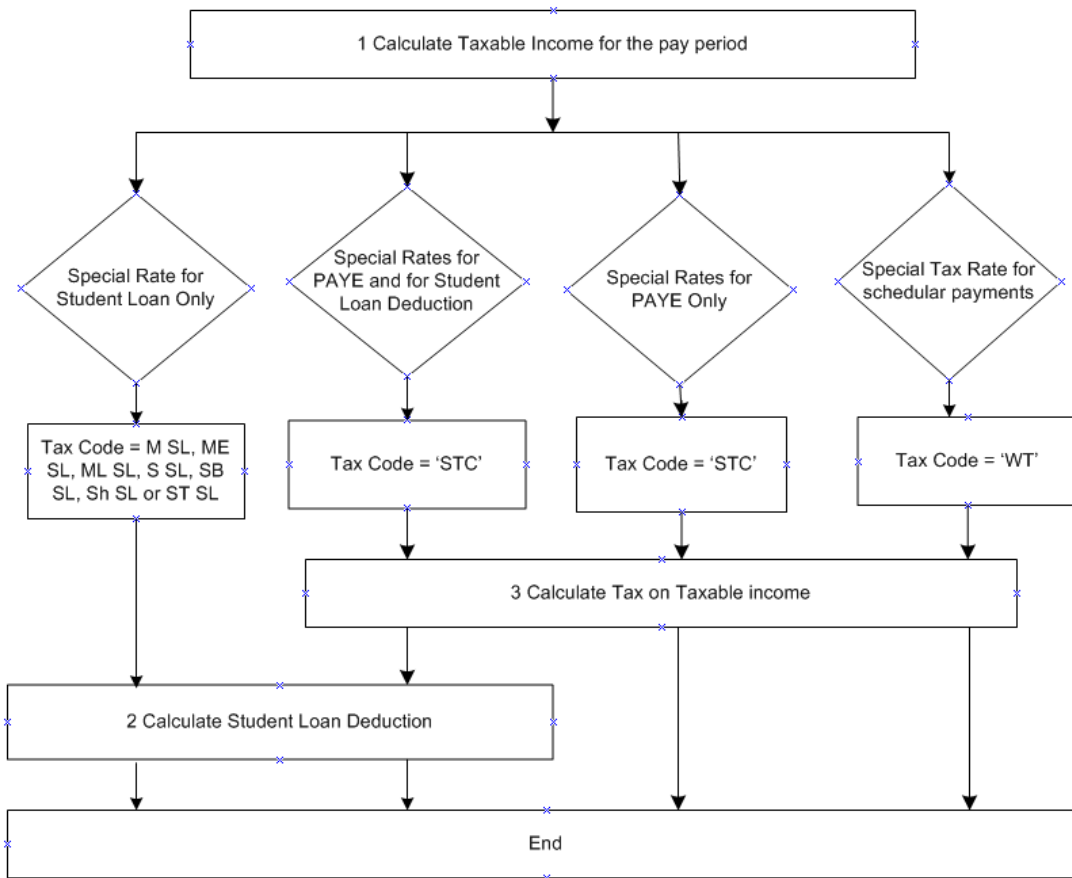 1 Calculate Taxable Income for the pay period
Special Rate for
Student Loan Only
Special Rates for
PAYE and for Student
Loan Deduction
Special Rates for
PAYE Only
Special Tax Rate for
schedular payments
Tax Code = M SL, ME
SL, ML SL, S SL, SB
SL, Sh SL or ST SL
Tax Code = ‘STC’
Tax Code = ‘STC’
Tax Code = ‘WT’
3 Calculate Tax on Taxable income
2 Calculate Student Loan Deduction
End